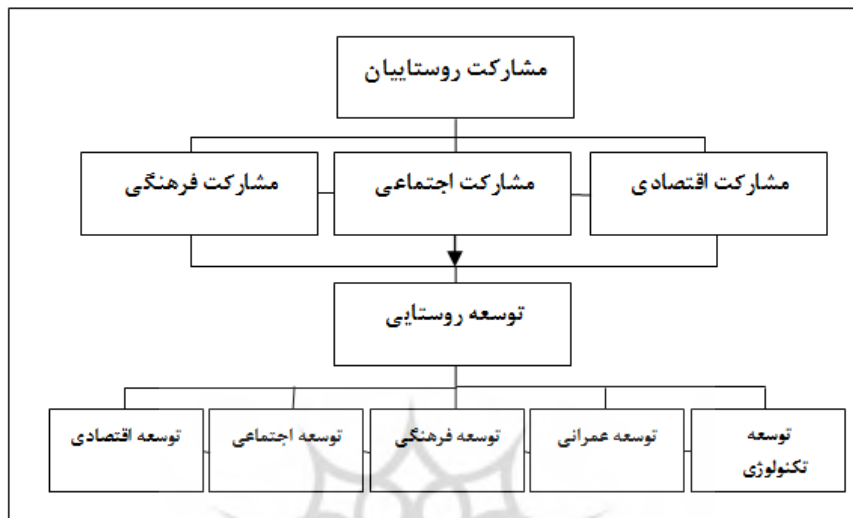 مشارکت روستاییان
مشارکت اقتصادی
مشارکت اجتماعی
مشارکت فرهنگی
توسعه روستایی
توسعه
تکنولوژی
توسعه عمرانی
توسعه فرهنگی
توسعه اجتماعی
توسعه اقتصادی